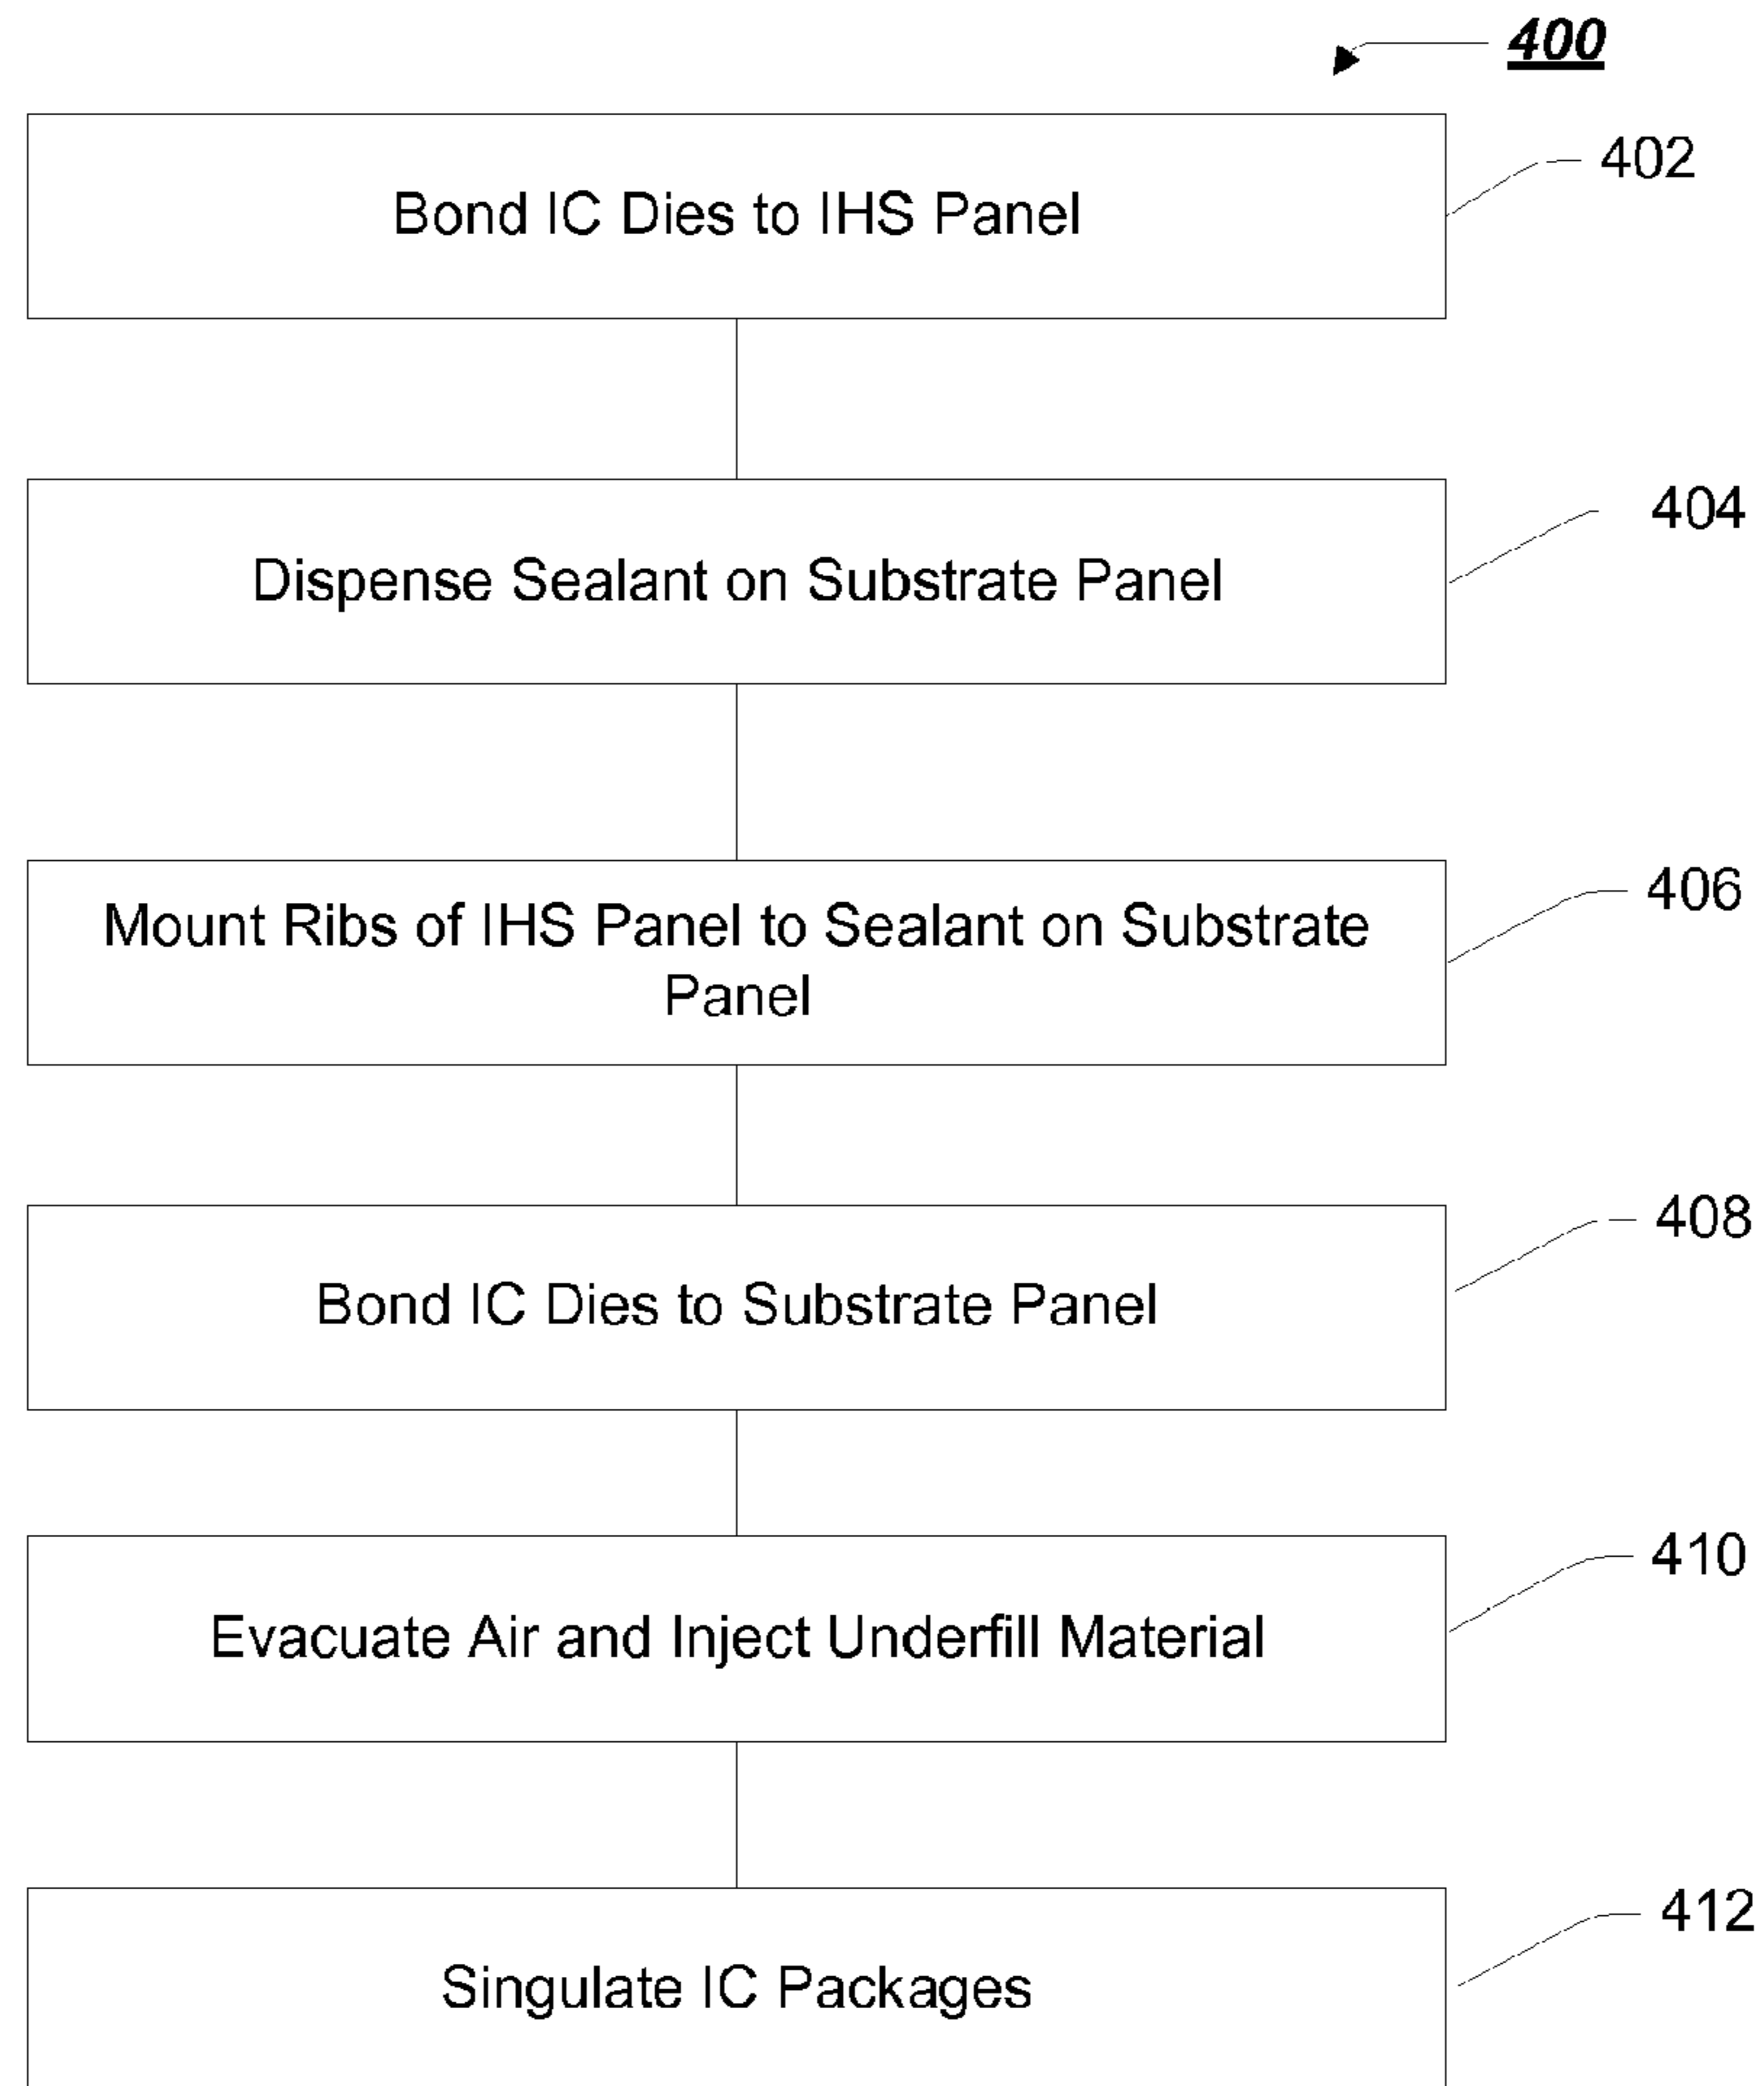 400
Bond IC Dies to IHS Panel
402
Dispense Sealant on Substrate Panel
404
Mount Ribs of IHS Panel to Sealant on Substrate
Panel
406
Bond IC Dies to Substrate Panel
408
Evacuate Air and Inject Underfill Material
410
Singulate IC Packages
412